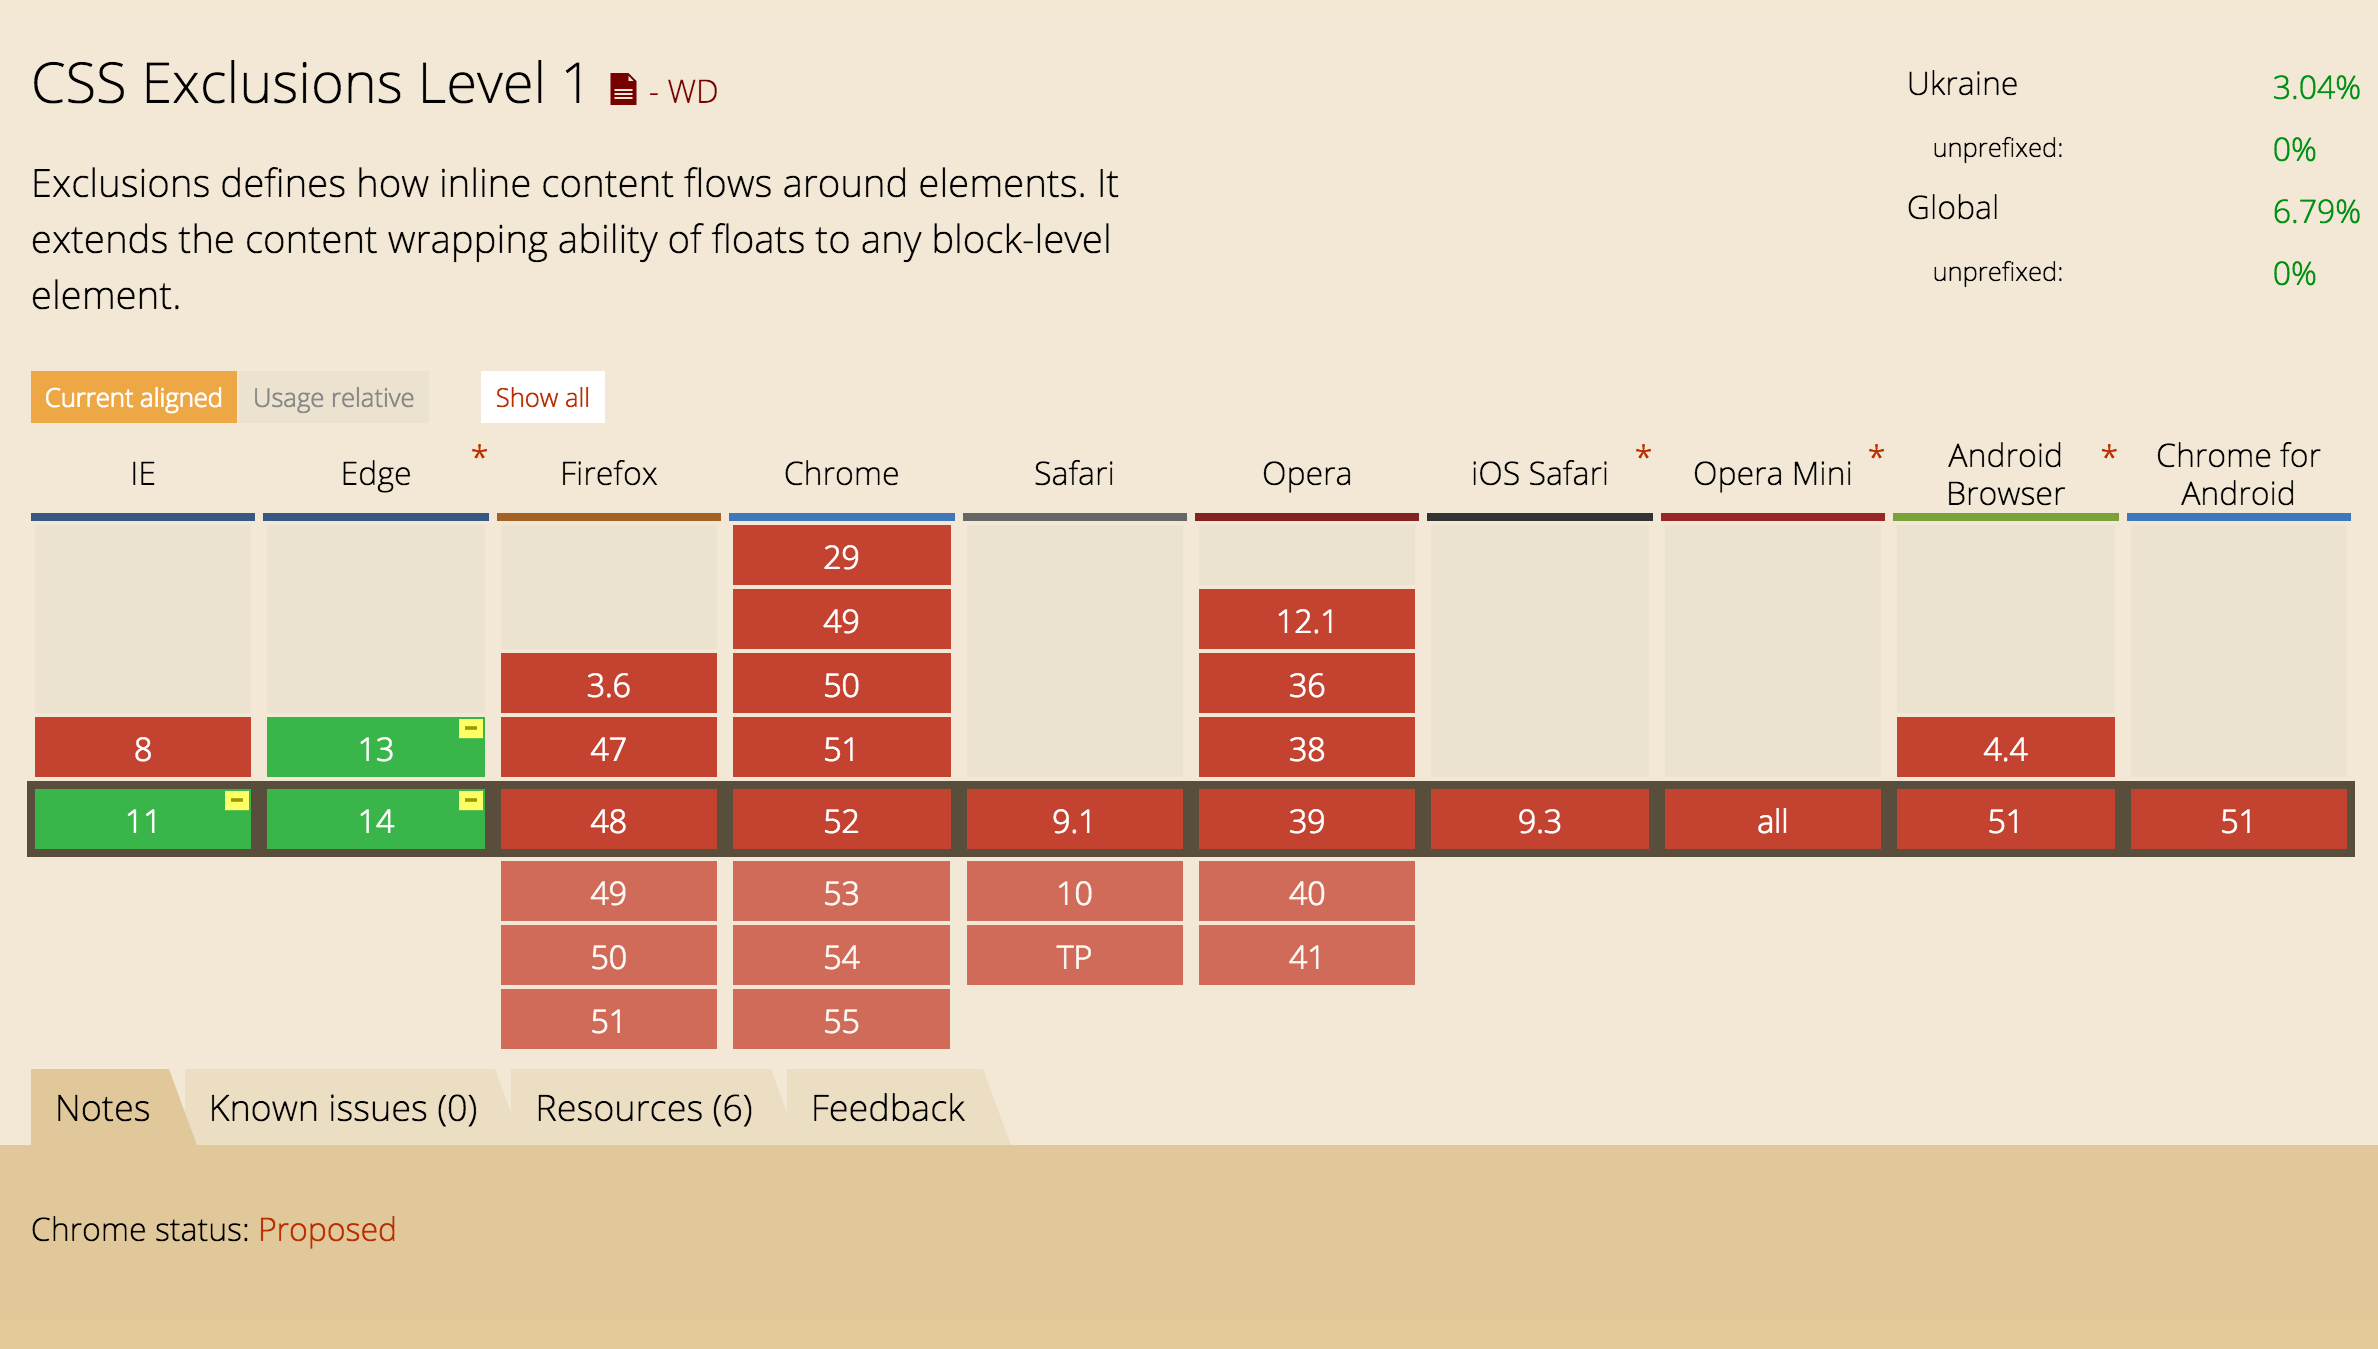 CSS Exclusions Level 1 - WD
Exclusions defines how inline content flows around elements. It
extends the content wrapping ability of floats to any block-level
element.
Ukraine 3.04%
unprefixed: 0%
Global 6.79%
unprefixed: 0%
Current aligned Usage relative Show all
IE Edge * Firefox Chrome Safari Opera iOS Safari * Opera Mini * Android Browser * Chrome for Android
29
49 12.1
3.6 50 36
8 13 47 51 38 4.4
11 14 48 52 9.1 39 9.3 all 51 51
49 53 10 40
50 54 TP 41
51 55
Notes Known issues (0) Resources (6) Feedback
Chrome status: Proposed